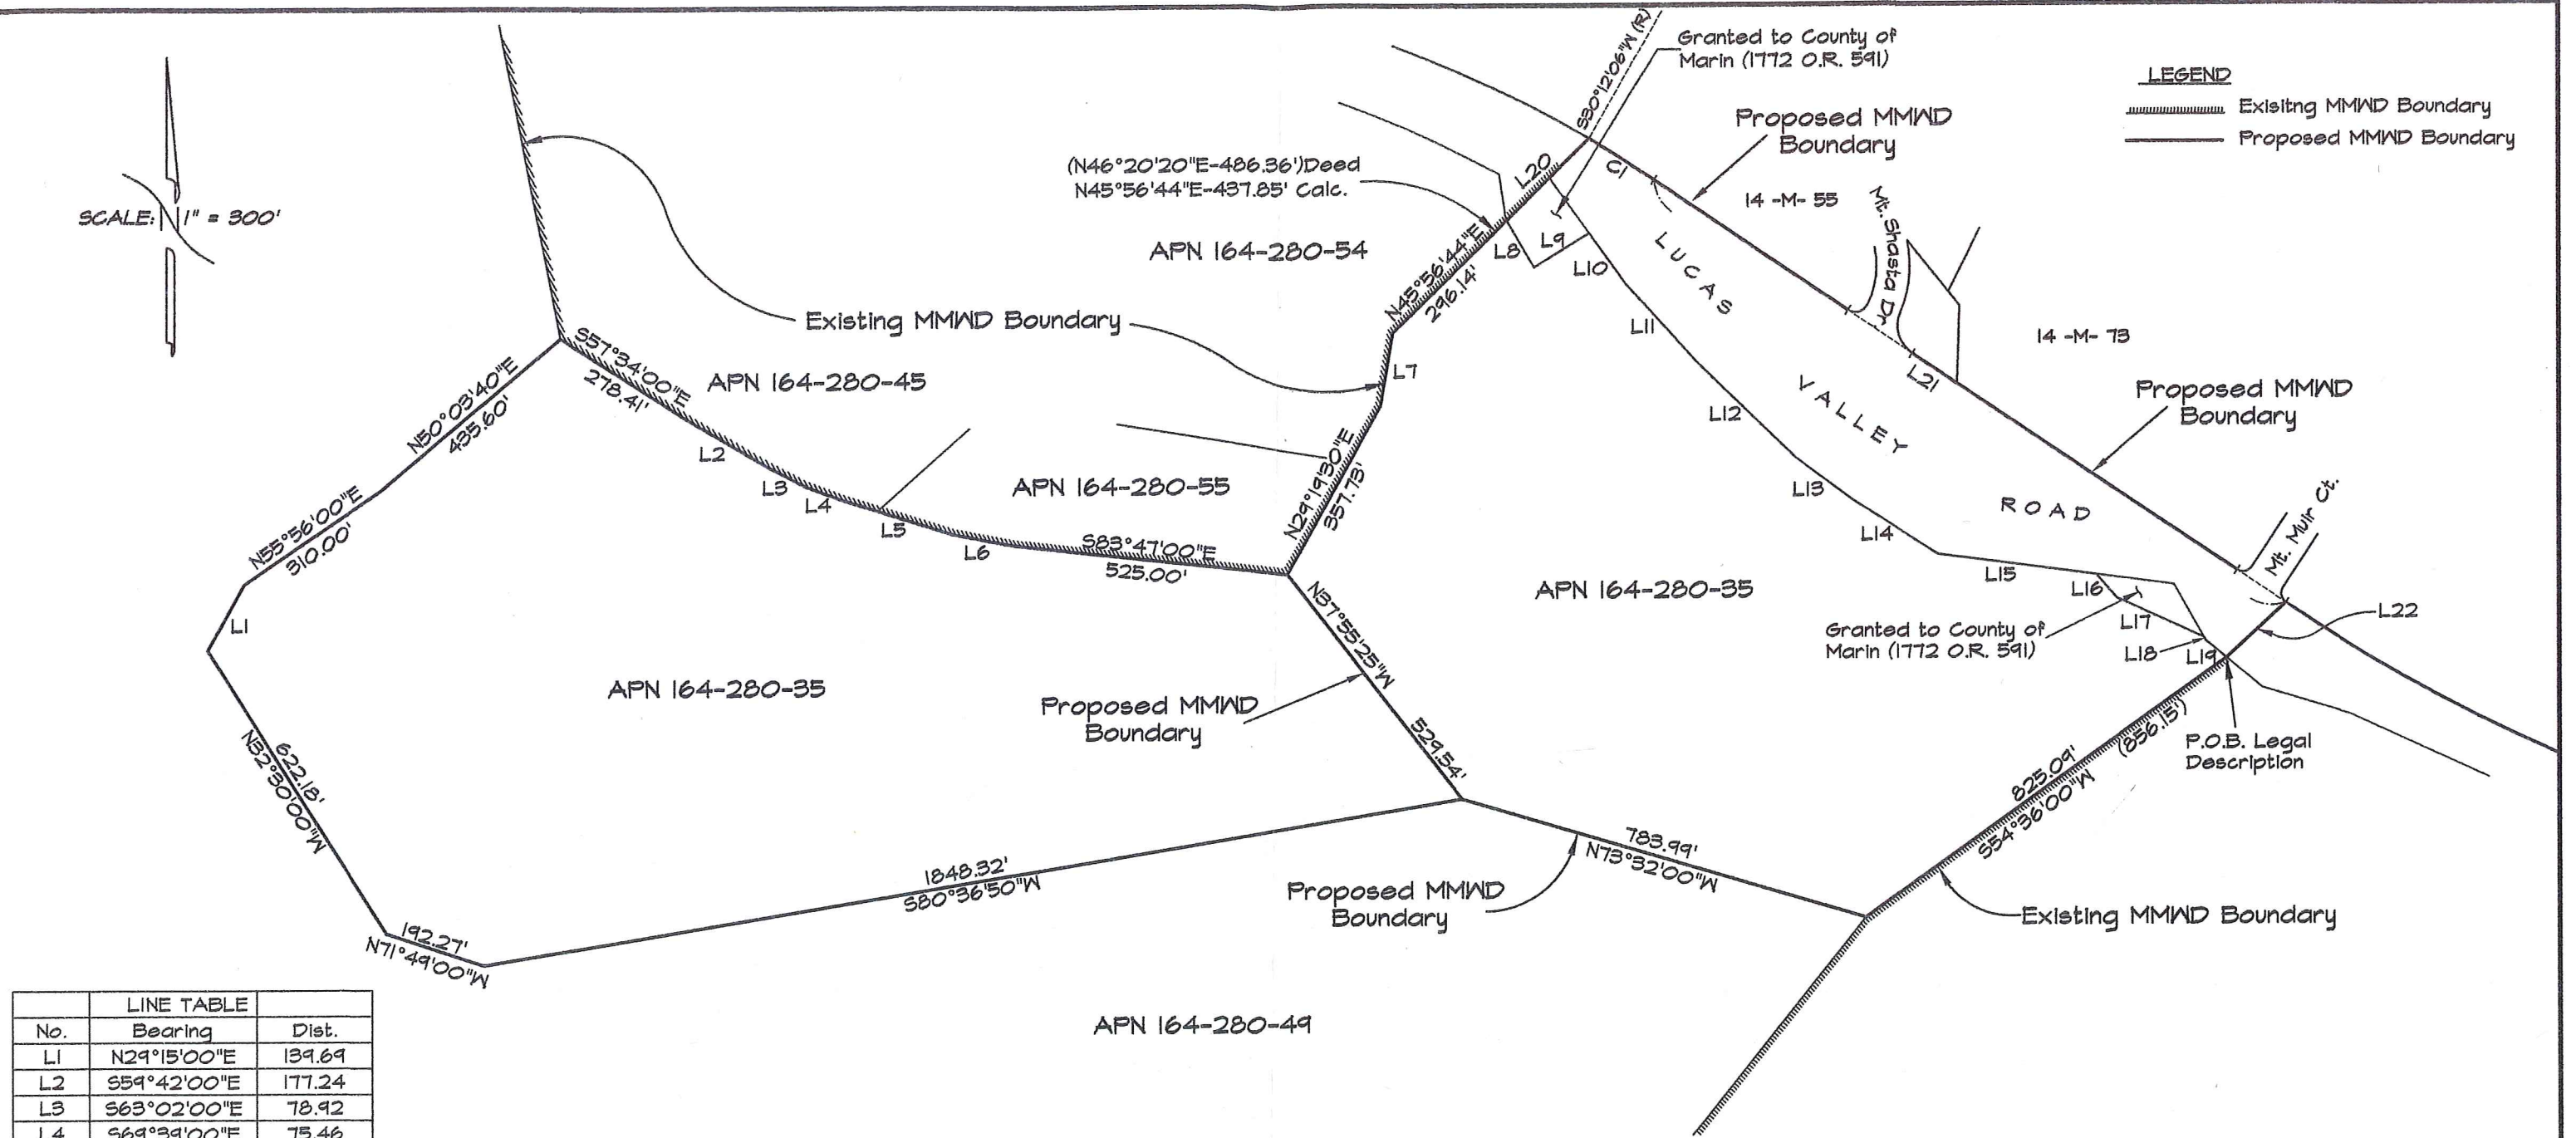 SCALE: 1" = 300'
LEGEND
Exisitng MMWD Boundary
Proposed MMWD Boundary
S30°12'06"W (R)
Granted to County of
Marin (1772 O.R. 591)
Proposed MMWD
Boundary
(N46°20'20"E-486.36')Deed
N45°56'44"E-437.85' Calc.
APN 164-280-54
L20
C1
14 -M- 55
Mt. Shasta Dr
14 -M- 73
L8
L9
L10
N45°56'44"E
296.14'
LUCAS
VALLEY
ROAD
L11
L12
L13
L14
L15
L16
L17
L18
L19
L21
L22
L7
Proposed MMWD
Boundary
Mt. Muir Ct.
Existing MMWD Boundary
S57°34'00"E
278.41'
APN 164-280-45
N50°03'40"E
435.60'
L2
L3
L4
L5
L6
APN 164-280-55
N29°19'30"E
357.73'
S83°47'00"E
525.00'
N55°56'00"E
310.00'
L1
APN 164-280-35
APN 164-280-35
Granted to County of
Marin (1772 O.R. 591)
N37°55'25"W
529.54'
Proposed MMWD
Boundary
P.O.B. Legal
Description
(856.15')
825.09'
S54°36'00"W
622.18'
N32°30'00"W
192.27'
N71°49'00"W
1848.32'
S80°36'50"W
783.99'
N73°32'00"W
Proposed MMWD
Boundary
Existing MMWD Boundary
APN 164-280-49
LINE TABLE
No. Bearing Dist.
L1 N29°15'00"E 139.69
L2 S59°42'00"E 177.24
L3 S63°02'00"E 78.92
L4 S69°39'00"E 75.46